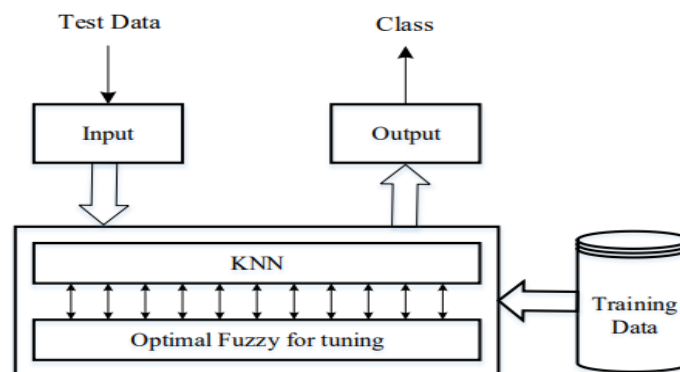 Test Data
Class
Input
Output
KNN
Optimal Fuzzy for tuning
Training
Data